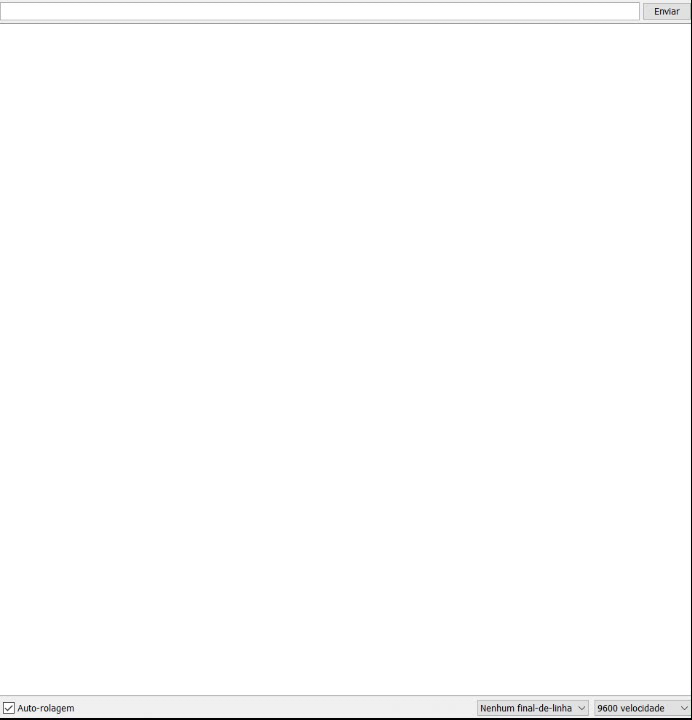 Enviar
Auto-rolagem
Nenhum final-de-linha
9600 velocidade